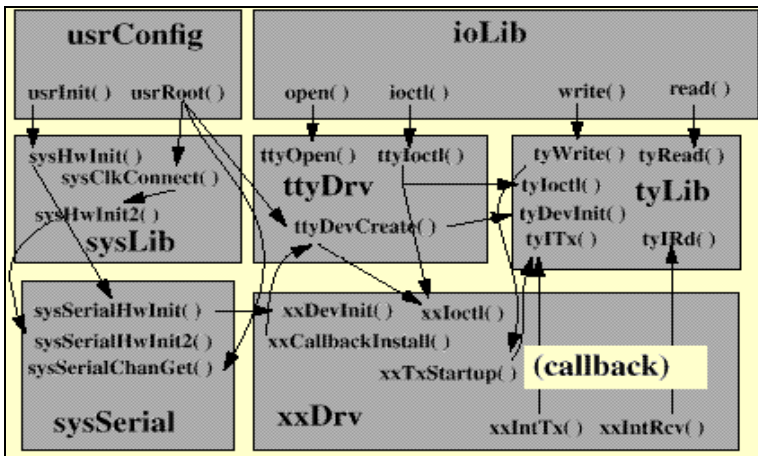 usrConfig
usrInit( ) usrRoot( )
ioLib
open( ) ioctl( ) write( ) read( )
sysHwInit( )
sysClkConnect( )
sysHwInit2( )
sysLib
ttyOpen( ) ttyIoctl( )
ttyDrv
ttyDevCreate( )
tyWrite( ) tyRead( )
tyIoctl( )
tyLib
tyDevInit( )
tyITx( ) tyIRd( )
sysSerialHwInit( )
sysSerialHwInit2( )
sysSerialChanGet( )
sysSerial
xxDevInit( ) xxIoctl( )
xxCallbackInstall( )
xxTxStartup( )
(callback)
xxDrv
xxIntTx( ) xxIntRcv( )